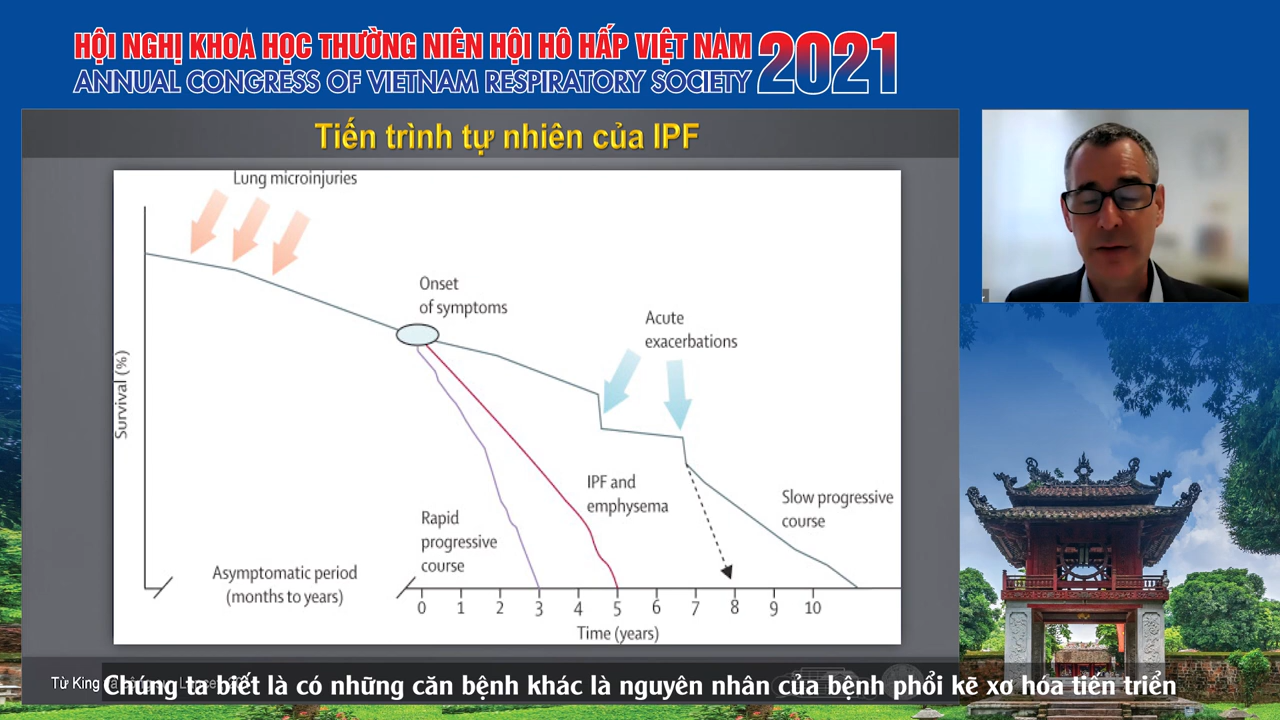 HỘI NGHỊ KHOA HỌC THƯỜNG NIÊN HỘI HÔ HẤP VIỆT NAM
ANNUAL CONGRESS OF VIETNAM RESPIRATORY SOCIETY
2021
Tiến trình tự nhiên của IPF
Lung microinjuries
Onset
of symptoms
Acute
exacerbations
Survival (%)
IPF and
emphysema
Slow progressive
course
Rapid
progressive
course
Asymptomatic period
(months to years)
0 1 2 3 4 5 6 7 8 9 10
Time (years)
Từ King
Chúng ta biết là có những căn bệnh khác là nguyên nhân của bệnh phổi kẽ xơ hóa tiến triển